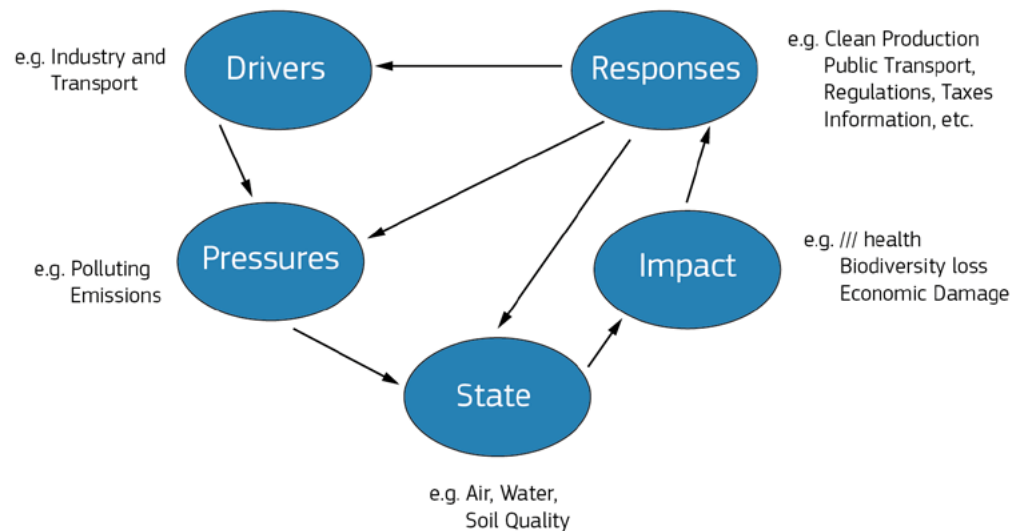 Drivers
e.g. Industry and
Transport
Responses
e.g. Clean Production
Public Transport,
Regulations, Taxes
Information, etc.
Pressures
e.g. Polluting
Emissions
Impact
e.g. /// health
Biodiversity loss
Economic Damage
State
e.g. Air, Water,
Soil Quality